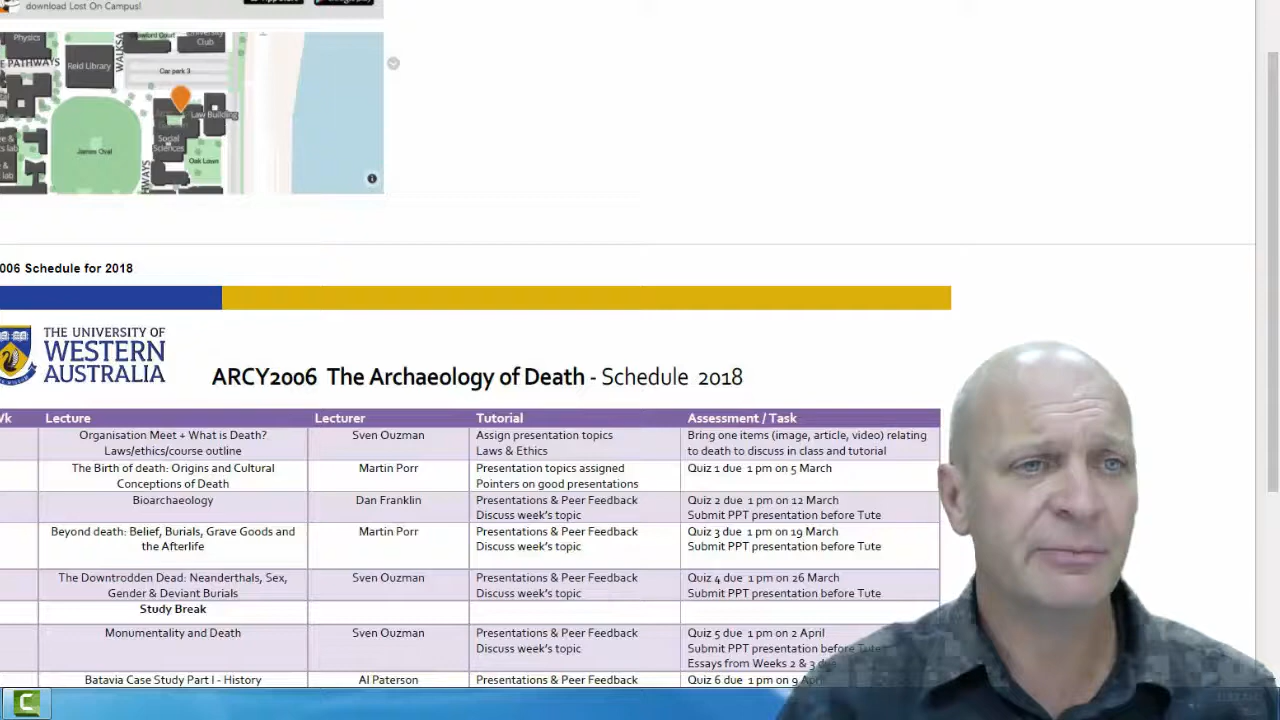 download Lost On Campus!
Physics
Club
E PATHWAYS
Reid Library
WALKSA
Car park 3
Law Building
Social
Sciences
James Oval
Oak Lawn
006 Schedule for 2018
THE UNIVERSITY OF
WESTERN
AUSTRALIA
ARCY2006 The Archaeology of Death - Schedule 2018
Vk Lecture Lecturer Tutorial Assessment / Task
Organisation Meet + What is Death? Sven Ouzman Assign presentation topics Bring one items (image, article, video) relating
Laws/ethics/course outline Laws & Ethics to death to discuss in class and tutorial
The Birth of death: Origins and Cultural Martin Porr Presentation topics assigned Quiz 1 due 1 pm on 5 March
Conceptions of Death Pointers on good presentations
Bioarchaeology Dan Franklin Presentations & Peer Feedback Quiz 2 due 1 pm on 12 March
Discuss week's topic Submit PPT presentation before Tute
Beyond death: Belief, Burials, Grave Goods and Martin Porr Presentations & Peer Feedback Quiz 3 due 1 pm on 19 March
the Afterlife Discuss week's topic Submit PPT presentation before Tute
The Downtrodden Dead: Neanderthals, Sex, Sven Ouzman Presentations & Peer Feedback Quiz 4 due 1 pm on 26 March
Gender & Deviant Burials Discuss week's topic Submit PPT presentation before Tute
Study Break
Monumentality and Death Sven Ouzman Presentations & Peer Feedback Quiz 5 due 1 pm on 2 April
Discuss week's topic Submit PPT presentation before Tute
Essays from Weeks 2 & 3
Batavia Case Study Part I - History Al Paterson Presentations & Peer Feedback Quiz 6 due 1 pm on 9